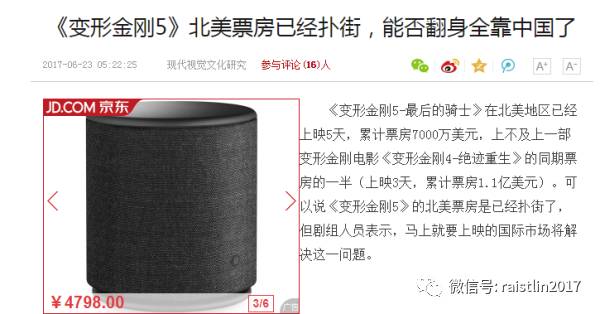 《变形金刚5》北美票房已经扑街，能否翻身全靠中国了
2017-06-23 05:22:25 现代视觉文化研究 参与评论 (16)人 A+ A-
JD.COM 京东
《变形金刚5-最后的骑士》在北美地区已经
上映5天，累计票房7000万美元，上不及上一部
变形金刚电影《变形金刚4-绝迹重生》的同期票
房的一半（上映3天，累计票房1.1亿美元）。可
以说《变形金刚5》的北美票房是已经扑街了，
但剧组人员表示，马上就要上映的国际市场将解
决这一问题。
￥4798.00 3/6
微信号: raistlin2017